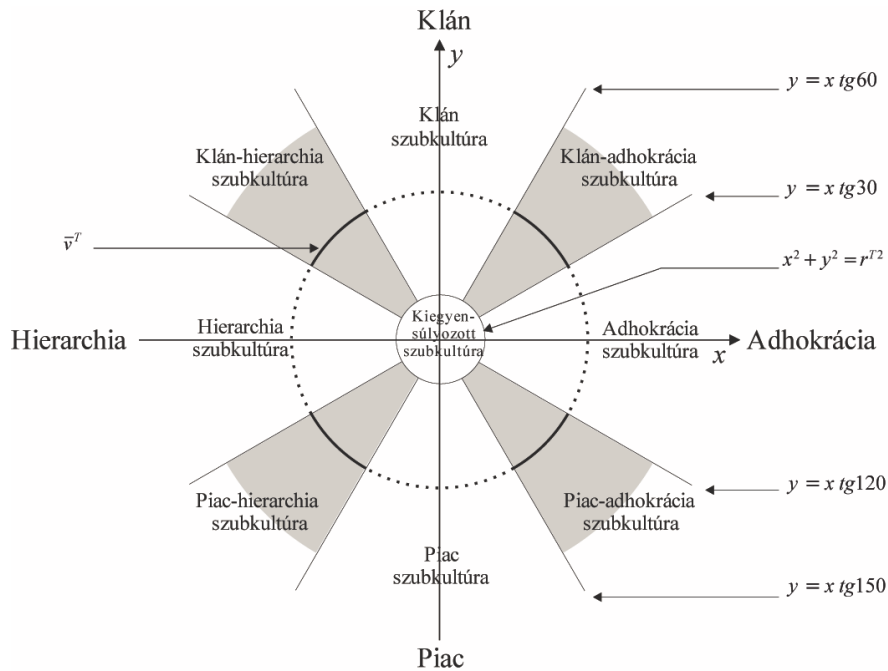 Klán
y
y = x tg60
Klán
szubkultúra
Klán-hierarchia
szubkultúra
Klán-adhokrácia
szubkultúra
y = x tg30
v̄ᵀ
x² + y² = rᵀ²
Kiegyen-
súlyozott
szubkultúra
Hierarchia
Hierarchia
szubkultúra
Adhokrácia
szubkultúra
x
Adhokrácia
Piac-hierarchia
szubkultúra
Piac-adhokrácia
szubkultúra
y = x tg120
Piac
szubkultúra
y = x tg150
Piac